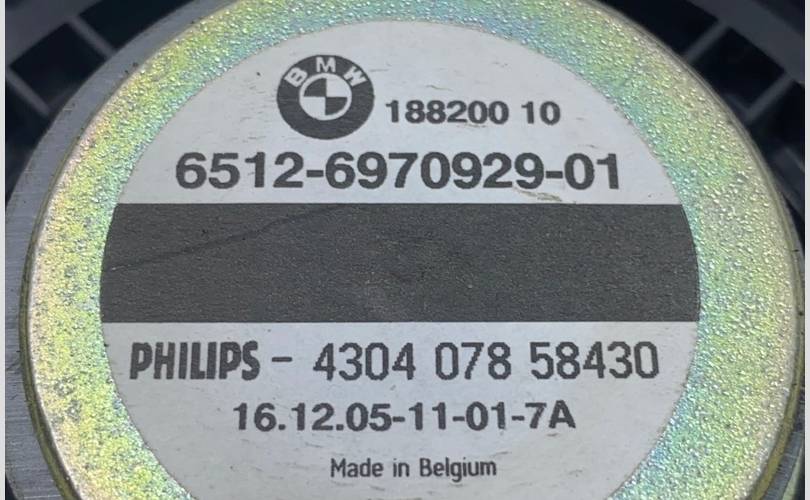 BMW
188200 10
6512-6970929-01
PHILIPS - 4304 078 58430
16.12.05-11-01-7A
Made in Belgium